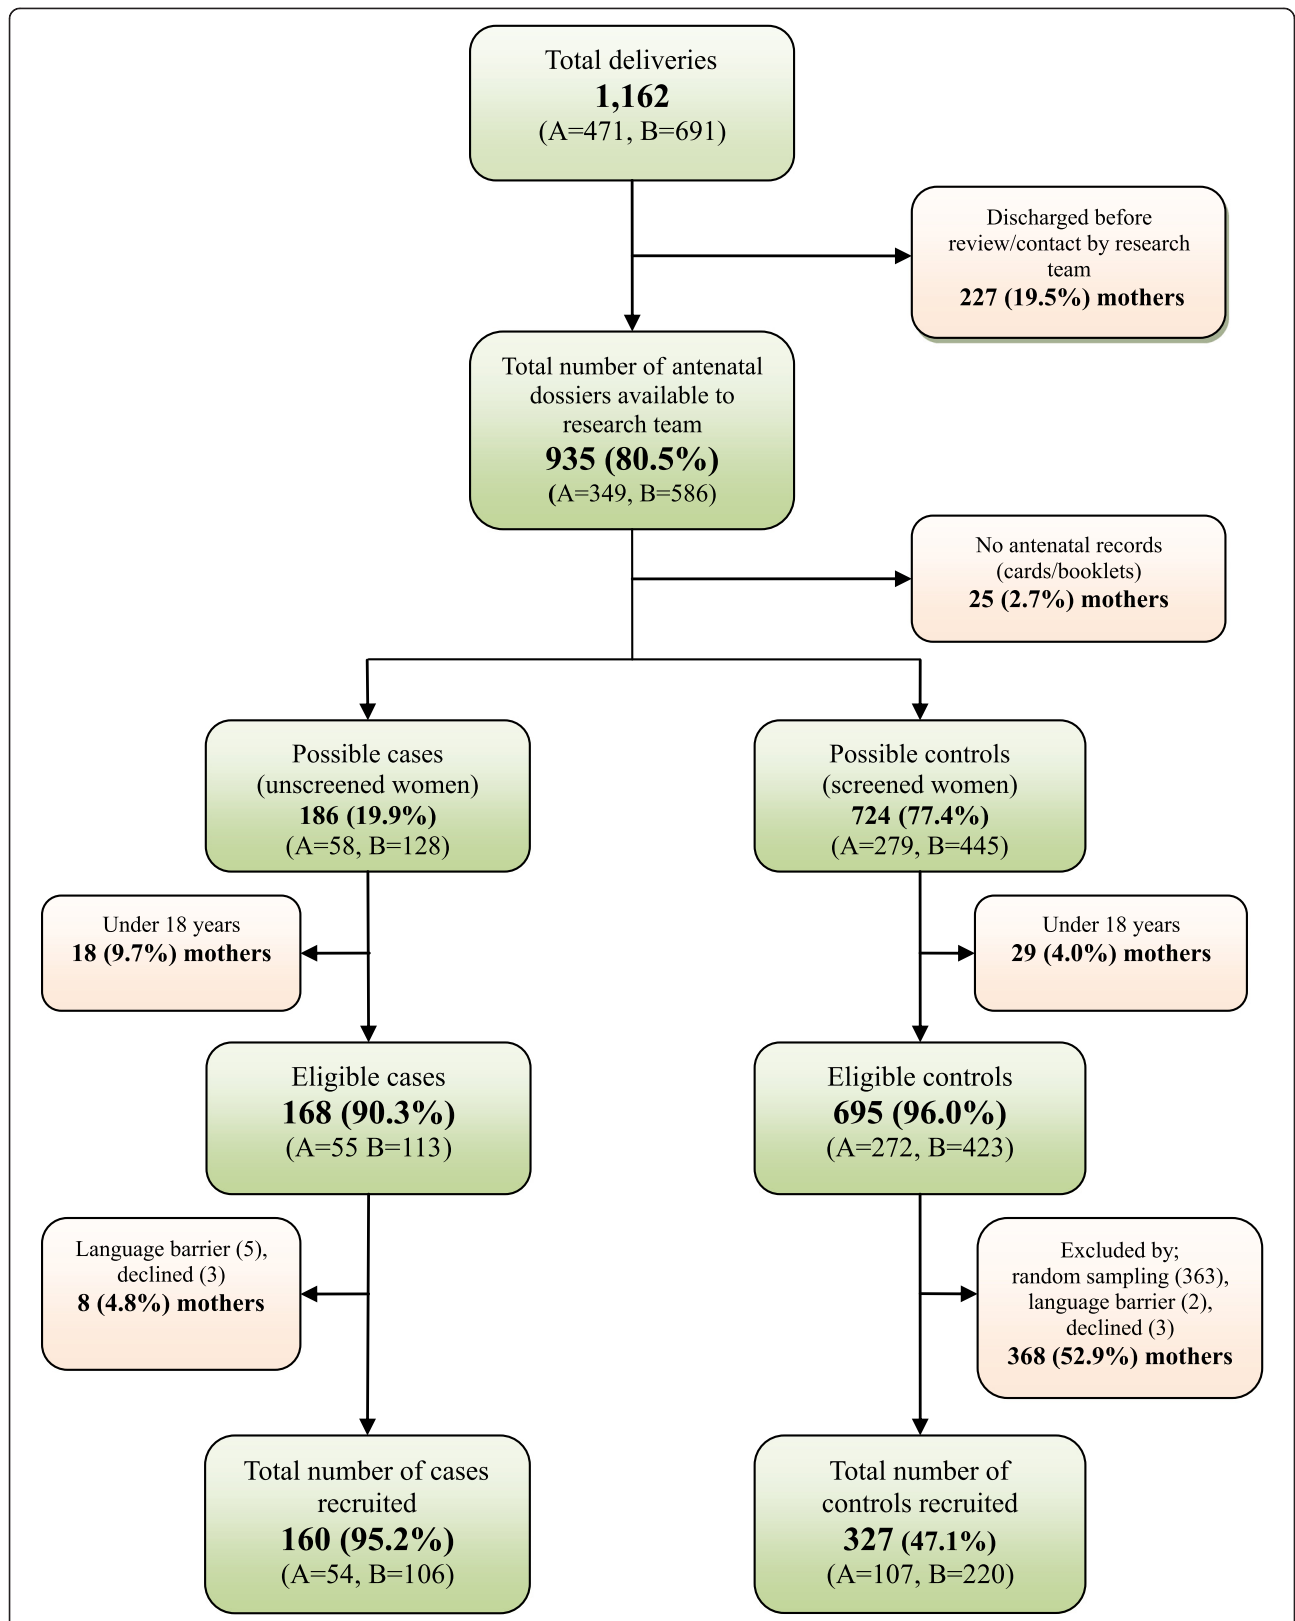 Total deliveries
1,162
(A=471, B=691)
Discharged before
review/contact by research
team
227 (19.5%) mothers
Total number of antenatal
dossiers available to
research team
935 (80.5%)
(A=349, B=586)
No antenatal records
(cards/booklets)
25 (2.7%) mothers
Possible cases
(unscreened women)
186 (19.9%)
(A=58, B=128)
Possible controls
(screened women)
724 (77.4%)
(A=279, B=445)
Under 18 years
18 (9.7%) mothers
Under 18 years
29 (4.0%) mothers
Eligible cases
168 (90.3%)
(A=55 B=113)
Eligible controls
695 (96.0%)
(A=272, B=423)
Language barrier (5),
declined (3)
8 (4.8%) mothers
Excluded by;
random sampling (363),
language barrier (2),
declined (3)
368 (52.9%) mothers
Total number of cases
recruited
160 (95.2%)
(A=54, B=106)
Total number of
controls recruited
327 (47.1%)
(A=107, B=220)